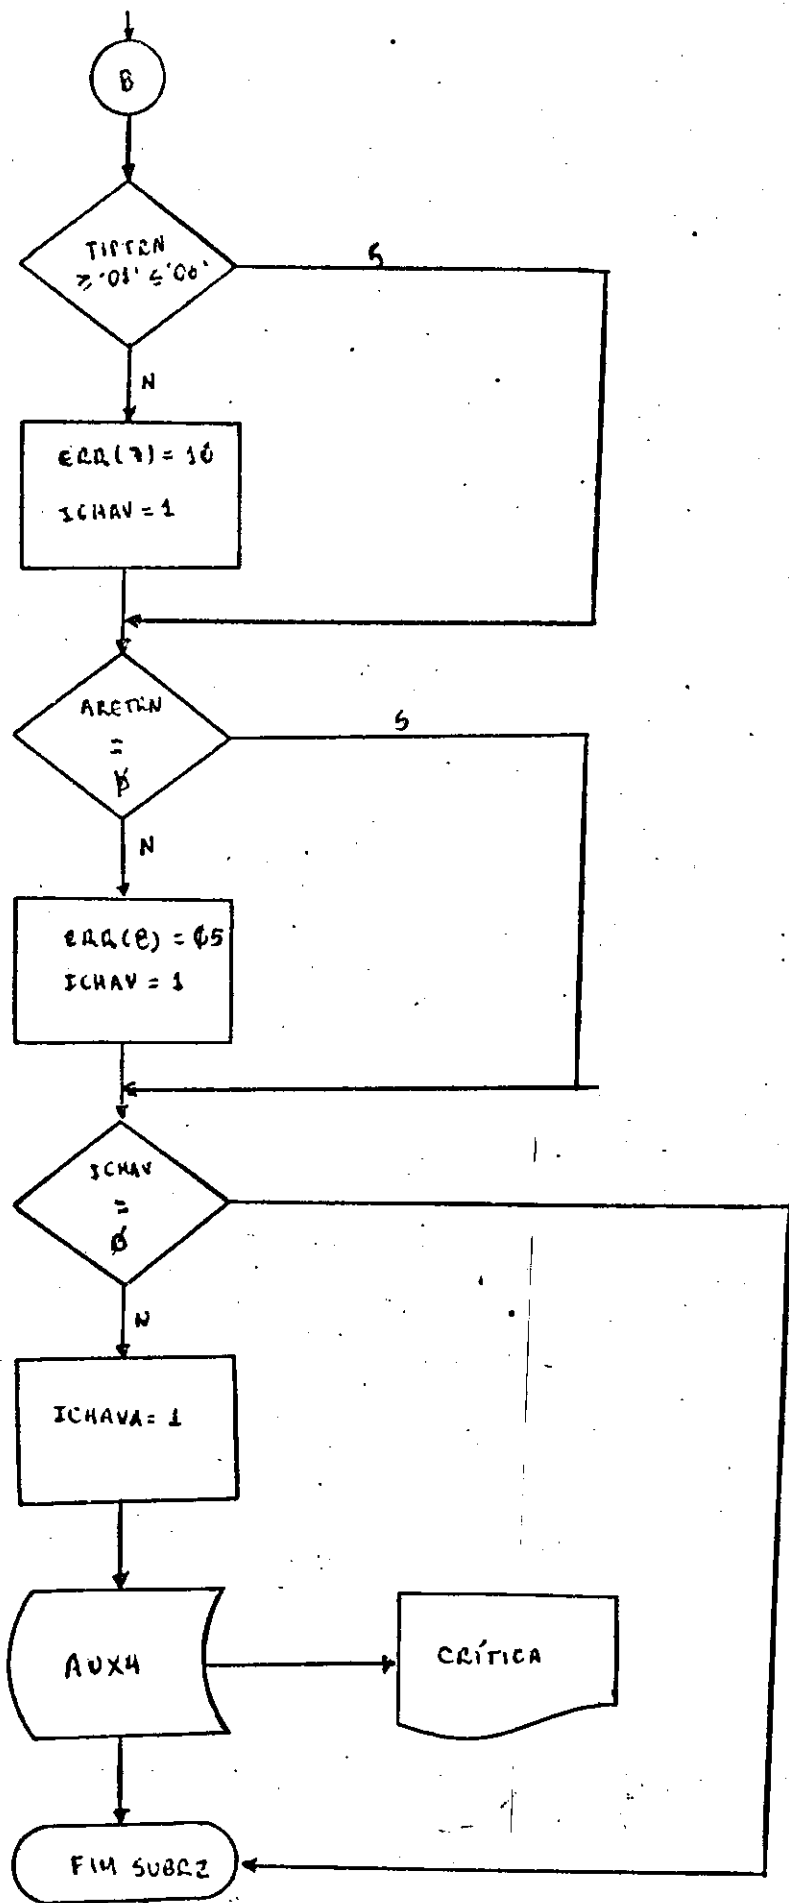 B
TIPTRN
≥ '01' ≤ '06'
S
N
ERR(7) = 10
ICHAV = 1
ARETRN
S
=
N
ERR(8) = 05
ICHAV = 1
ICHAV
=
Ø
N
ICHAVA = 1
AUX4
CRÍTICA
FIM SUBR2